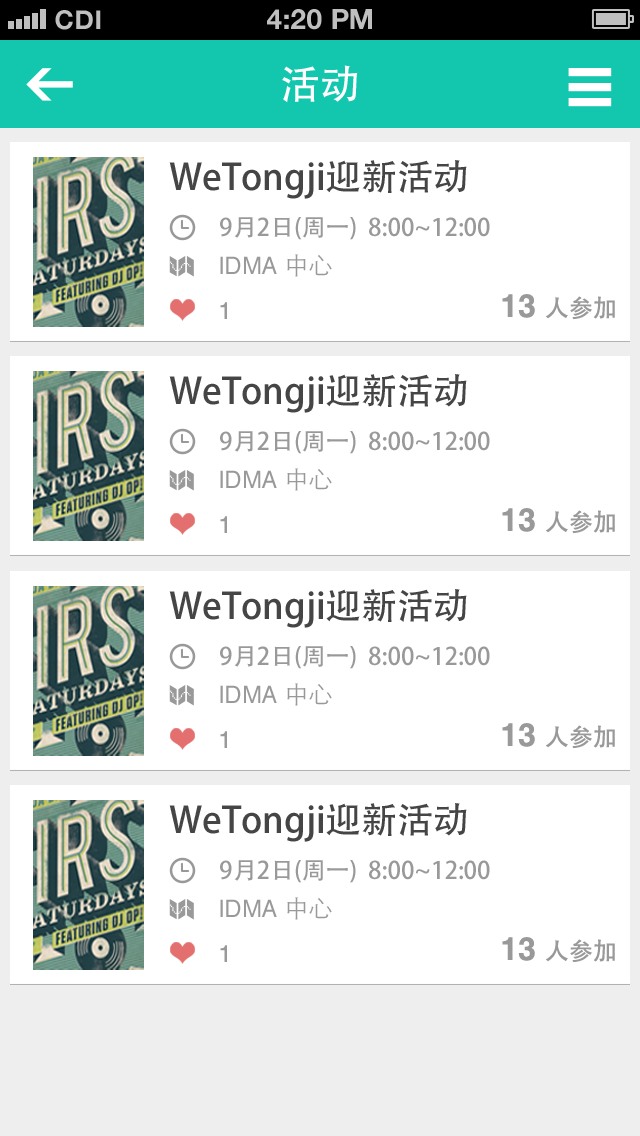 CDI 4:20 PM
活动
IRS
ATURDAYS
FEATURING DJ OP!
WeTongji迎新活动
9月2日(周一) 8:00~12:00
IDMA 中心
1 13 人参加
IRS
ATURDAYS
FEATURING DJ OP!
WeTongji迎新活动
9月2日(周一) 8:00~12:00
IDMA 中心
1 13 人参加
IRS
ATURDAYS
FEATURING DJ OP!
WeTongji迎新活动
9月2日(周一) 8:00~12:00
IDMA 中心
1 13 人参加
IRS
ATURDAYS
FEATURING DJ OP!
WeTongji迎新活动
9月2日(周一) 8:00~12:00
IDMA 中心
1 13 人参加